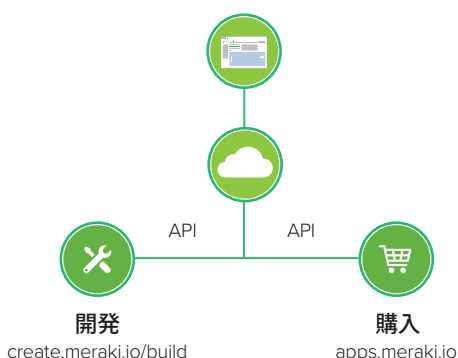 API
API
開発
購入
create.meraki.io/build
apps.meraki.io